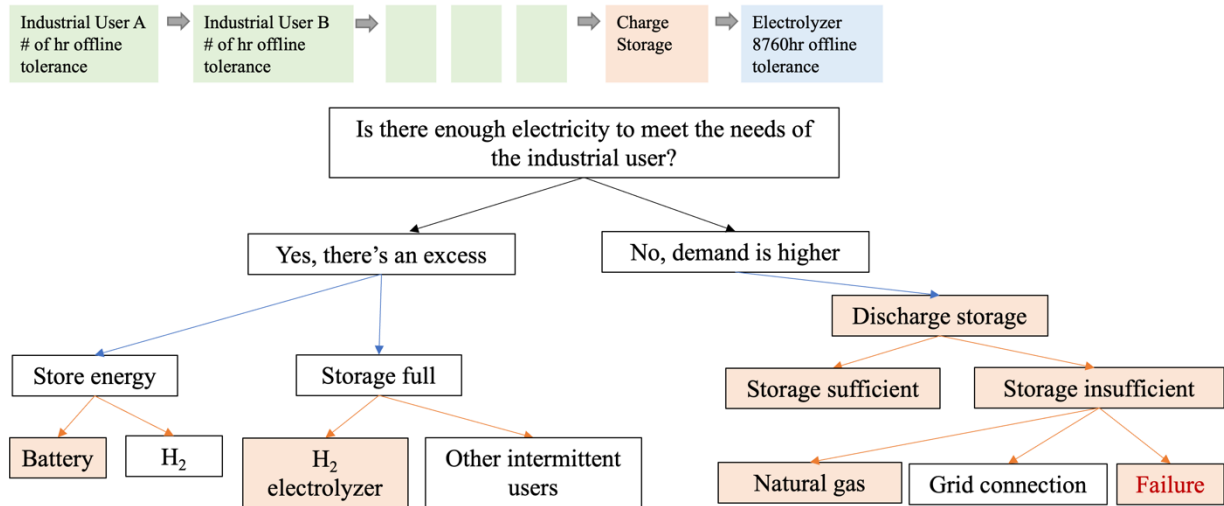 Industrial User A
# of hr offline
tolerance
Industrial User B
# of hr offline
tolerance
Charge
Storage
Electrolyzer
8760hr offline
tolerance
Is there enough electricity to meet the needs of
the industrial user?
Yes, there’s an excess
No, demand is higher
Discharge storage
Store energy
Storage full
Storage sufficient
Storage insufficient
Battery
H₂
H₂
electrolyzer
Other intermittent
users
Natural gas
Grid connection
Failure